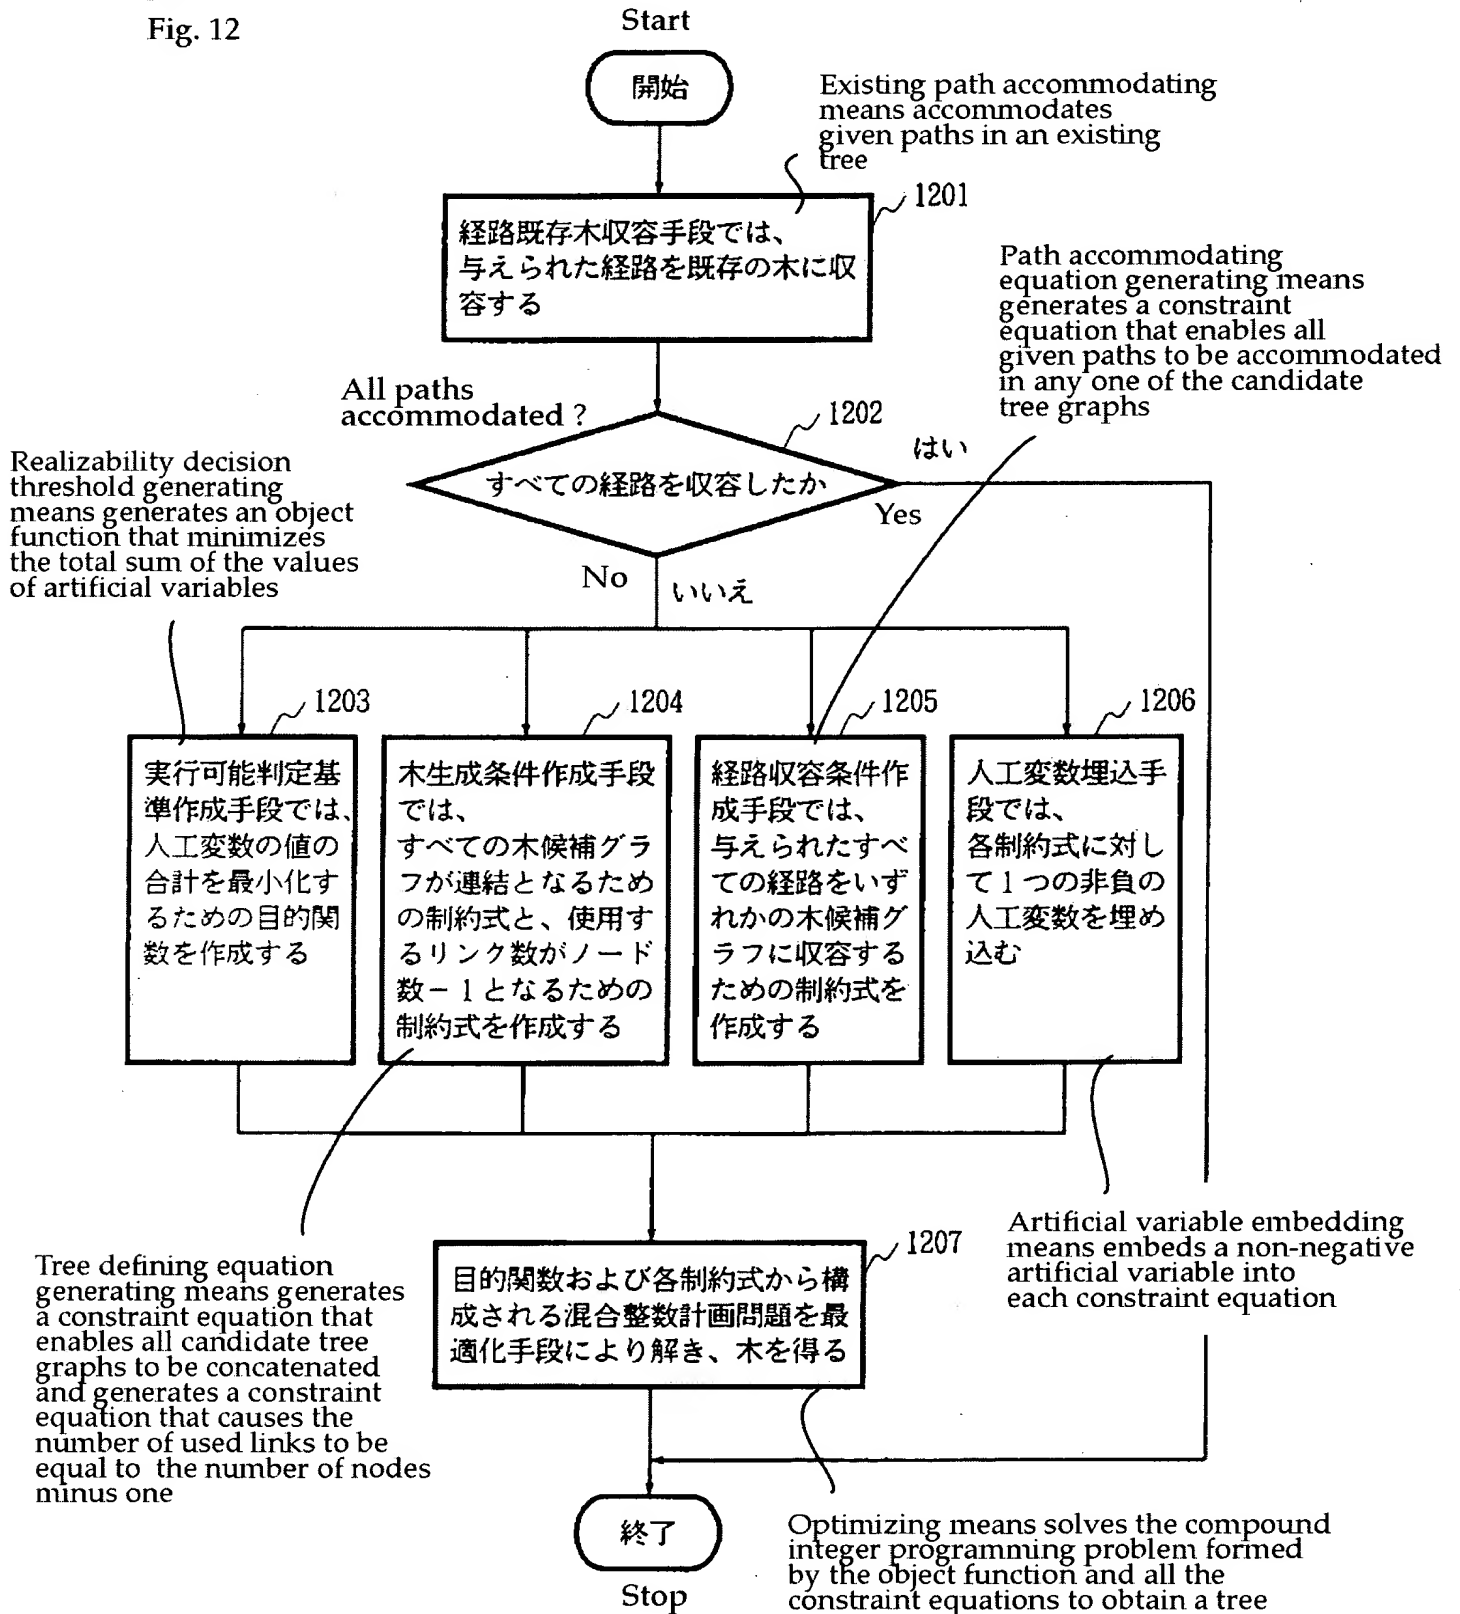 Fig. 12
Start
開始
Existing path accommodating
means accommodates
given paths in an existing
tree
1201
経路既存木収容手段では、
与えられた経路を既存の木に収
容する
Path accommodating
equation generating means
generates a constraint
equation that enables all
given paths to be accommodated
in any one of the candidate
tree graphs
All paths
accommodated ?
1202
はい
すべての経路を収容したか
Yes
Realizability decision
threshold generating
means generates an object
function that minimizes
the total sum of the values
of artificial variables
No
いいえ
1203
実行可能判定基
準作成手段では、
人工変数の値の
合計を最小化す
るための目的関
数を作成する
1204
木生成条件作成手段
では、
すべての木候補グラ
フが連結となるため
の制約式と、使用す
るリンク数がノード
数−1となるための
制約式を作成する
1205
経路収容条件作
成手段では、
与えられたすべ
ての経路をいず
れかの木候補グ
ラフに収容する
ための制約式を
作成する
1206
人工変数埋込手
段では、
各制約式に対し
て1つの非負の
人工変数を埋め
込む
Artificial variable embedding
means embeds a non-negative
artificial variable into
each constraint equation
1207
目的関数および各制約式から構
成される混合整数計画問題を最
適化手段により解き、木を得る
Tree defining equation
generating means generates
a constraint equation that
enables all candidate tree
graphs to be concatenated
and generates a constraint
equation that causes the
number of used links to be
equal to the number of nodes
minus one
終了
Stop
Optimizing means solves the compound
integer programming problem formed
by the object function and all the
constraint equations to obtain a tree